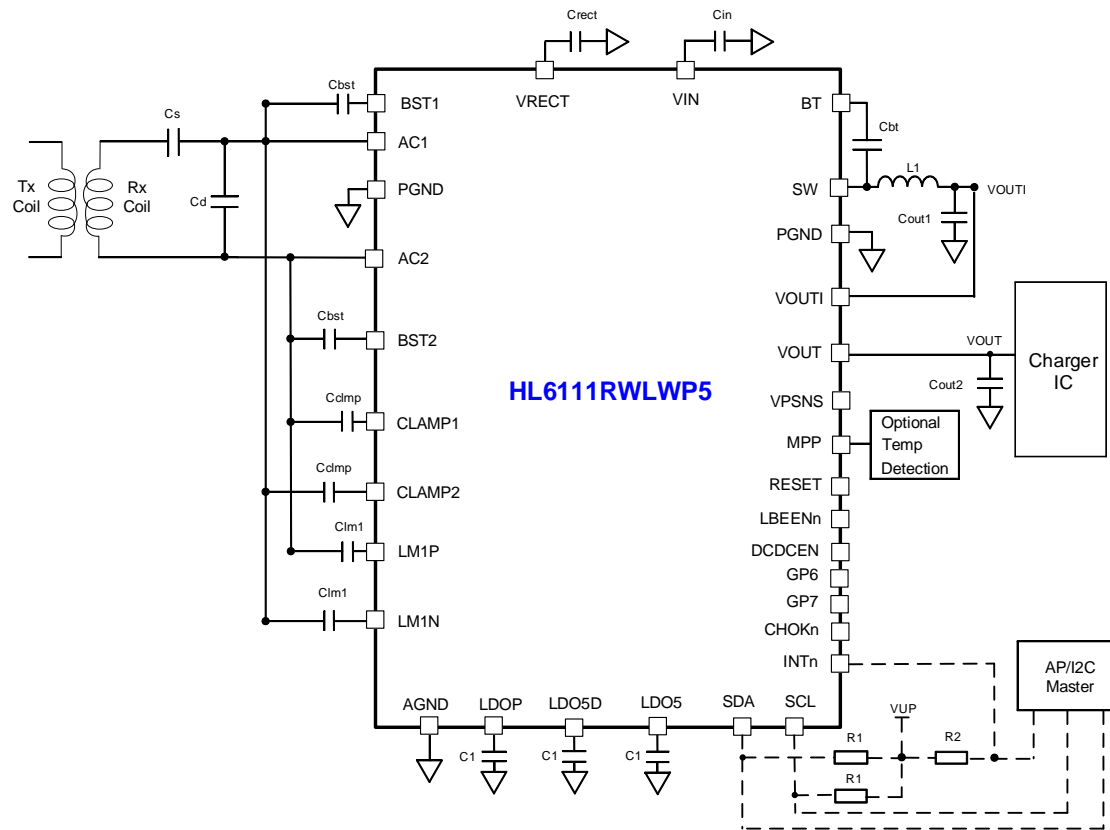 Crect
Cin
VRECT
VIN
Cbst
BST1
BT
Cs
AC1
Cbt
Tx
Coil
Rx
Coil
Cd
PGND
SW
L1
VOUTI
Cout1
PGND
AC2
VOUTI
Cbst
BST2
VOUT
VOUT
Cout2
Charger
IC
HL6111RWLWP5
VPSNS
Cclmp
CLAMP1
MPP
Optional
Temp
Detection
Cclmp
CLAMP2
RESET
LBEENn
Clm1
LM1P
DCDCEN
GP6
GP7
Clm1
LM1N
CHOKn
INTn
AP/I2C
Master
AGND
LDOP
LDO5D
LDO5
SDA
SCL
VUP
C1
C1
C1
R1
R2
R1